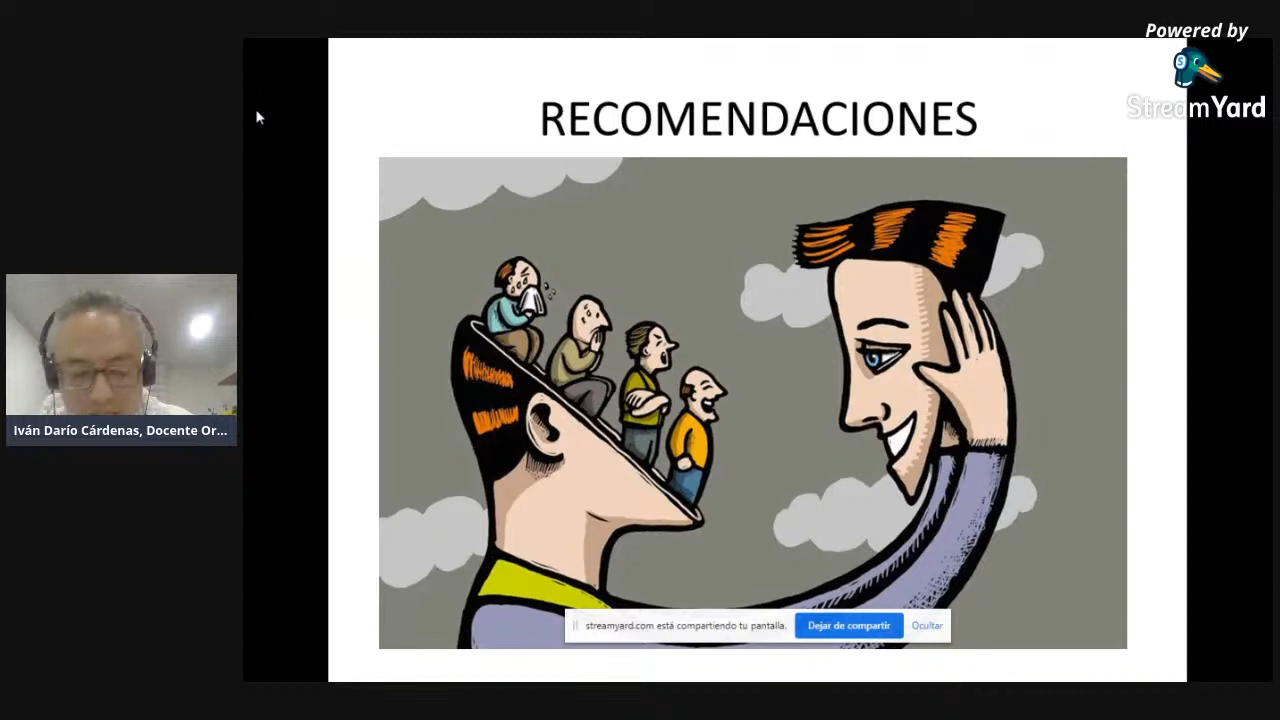 Powered by
StreamYard
RECOMENDACIONES
Iván Darío Cárdenas, Docente Or...
streamyard.com está compartiendo tu pantalla.
Dejar de compartir
Ocultar